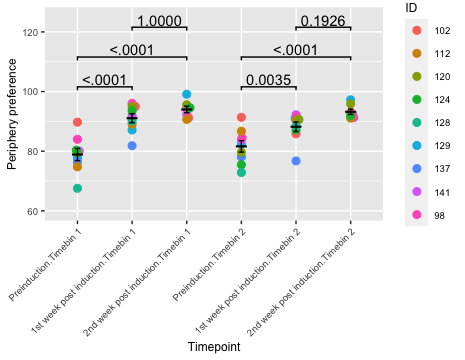 1.0000
0.1926
<.0001
<.0001
<.0001
0.0035
120
100
80
60
Periphery preference
Preinduction.Timebin 1
1st week post induction.Timebin 1
2nd week post induction.Timebin 1
Preinduction.Timebin 2
1st week post induction.Timebin 2
2nd week post induction.Timebin 2
Timepoint
ID
102
112
120
124
128
129
137
141
98